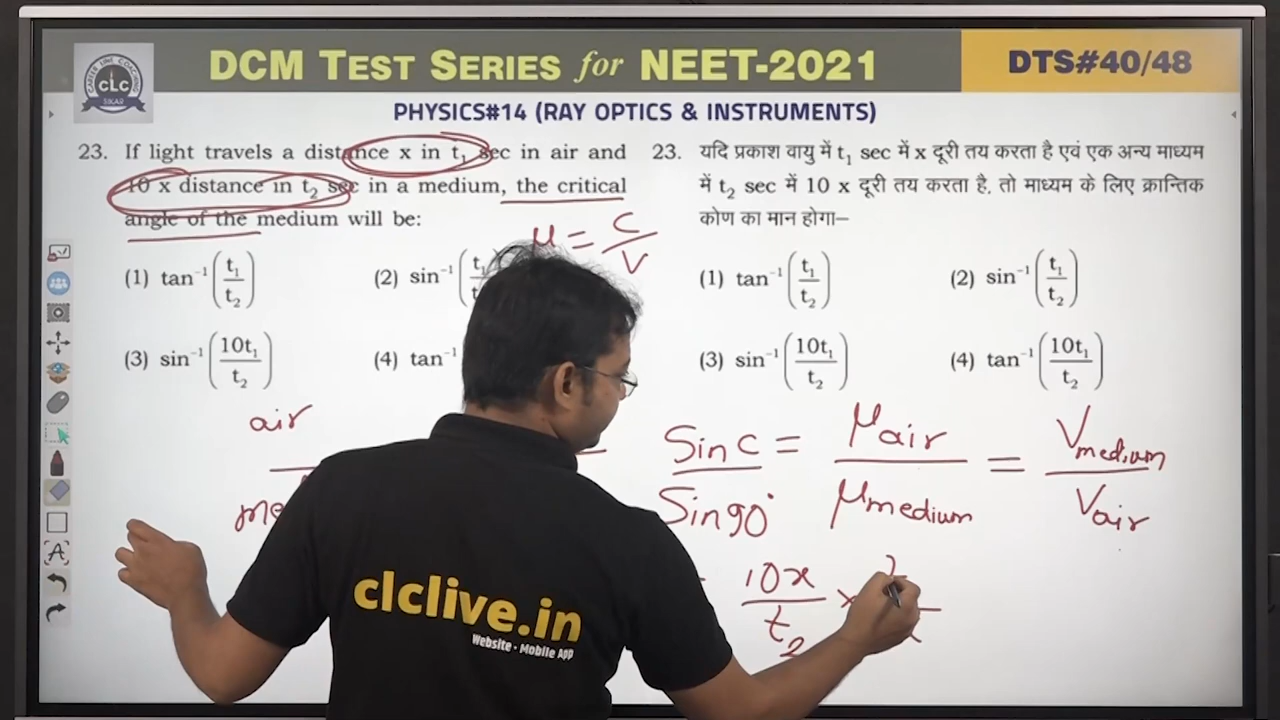 CLC
SIKAR
DCM TEST SERIES for NEET-2021
DTS#40/48
PHYSICS#14 (RAY OPTICS & INSTRUMENTS)
23. If light travels a distance x in t₁ sec in air and
10 x distance in t₂ sec in a medium, the critical
angle of the medium will be:
μ = C/V
(1) tan⁻¹ (t₁/t₂)
(2) sin⁻¹ (t₁
(3) sin⁻¹ (10t₁/t₂)
(4) tan⁻¹
23. यदि प्रकाश वायु में t₁ sec में x दूरी तय करता है एवं एक अन्य माध्यम
में t₂ sec में 10 x दूरी तय करता है. तो माध्यम के लिए क्रान्तिक
कोण का मान होगा–
(1) tan⁻¹ (t₁/t₂)
(2) sin⁻¹ (t₁/t₂)
(3) sin⁻¹ (10t₁/t₂)
(4) tan⁻¹ (10t₁/t₂)
air
me
Sin C / Sin 90° = μair / μmedium = Vmedium / Vair
10x / t₂ ×
clclive.in
Website · Mobile App